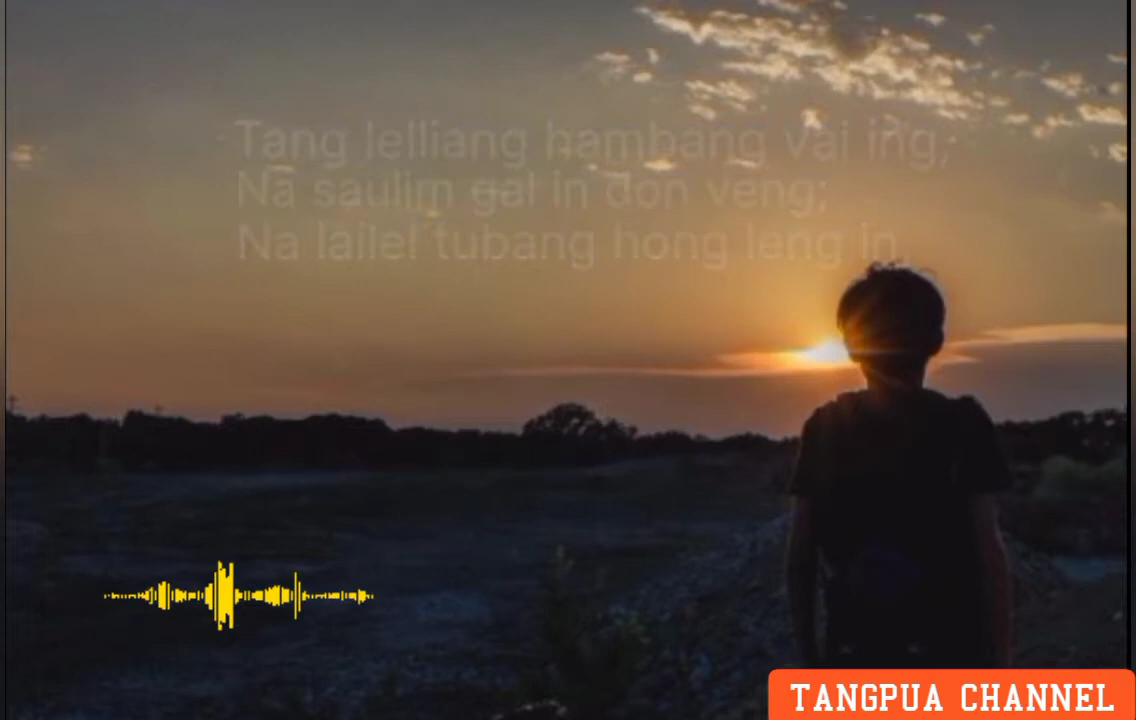 Tang lelliang hambang vai ing,
Na saulim gal in don veng;
Na lailel tubang hong leng in
TANGPUA CHANNEL